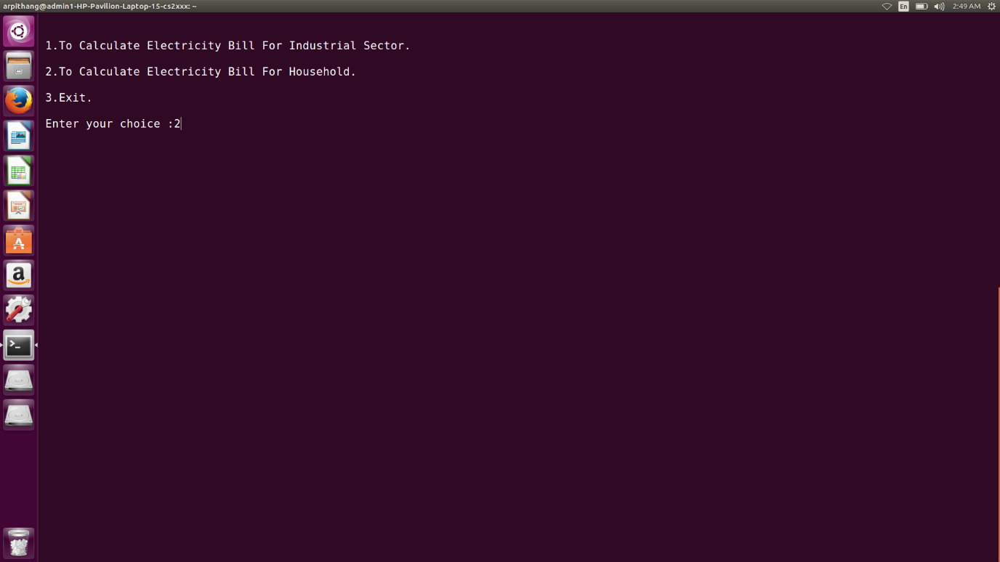 arpithang@admin1-HP-Pavilion-Laptop-15-cs2xxx: ~
En
2:49 AM
1.To Calculate Electricity Bill For Industrial Sector.
2.To Calculate Electricity Bill For Household.
3.Exit.
Enter your choice :2